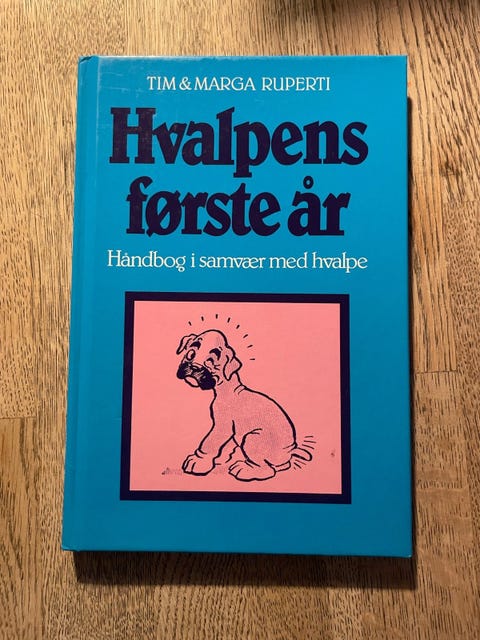 TIM & MARGA RUPERTI
Hvalpens
første år
Håndbog i samvær med hvalpe